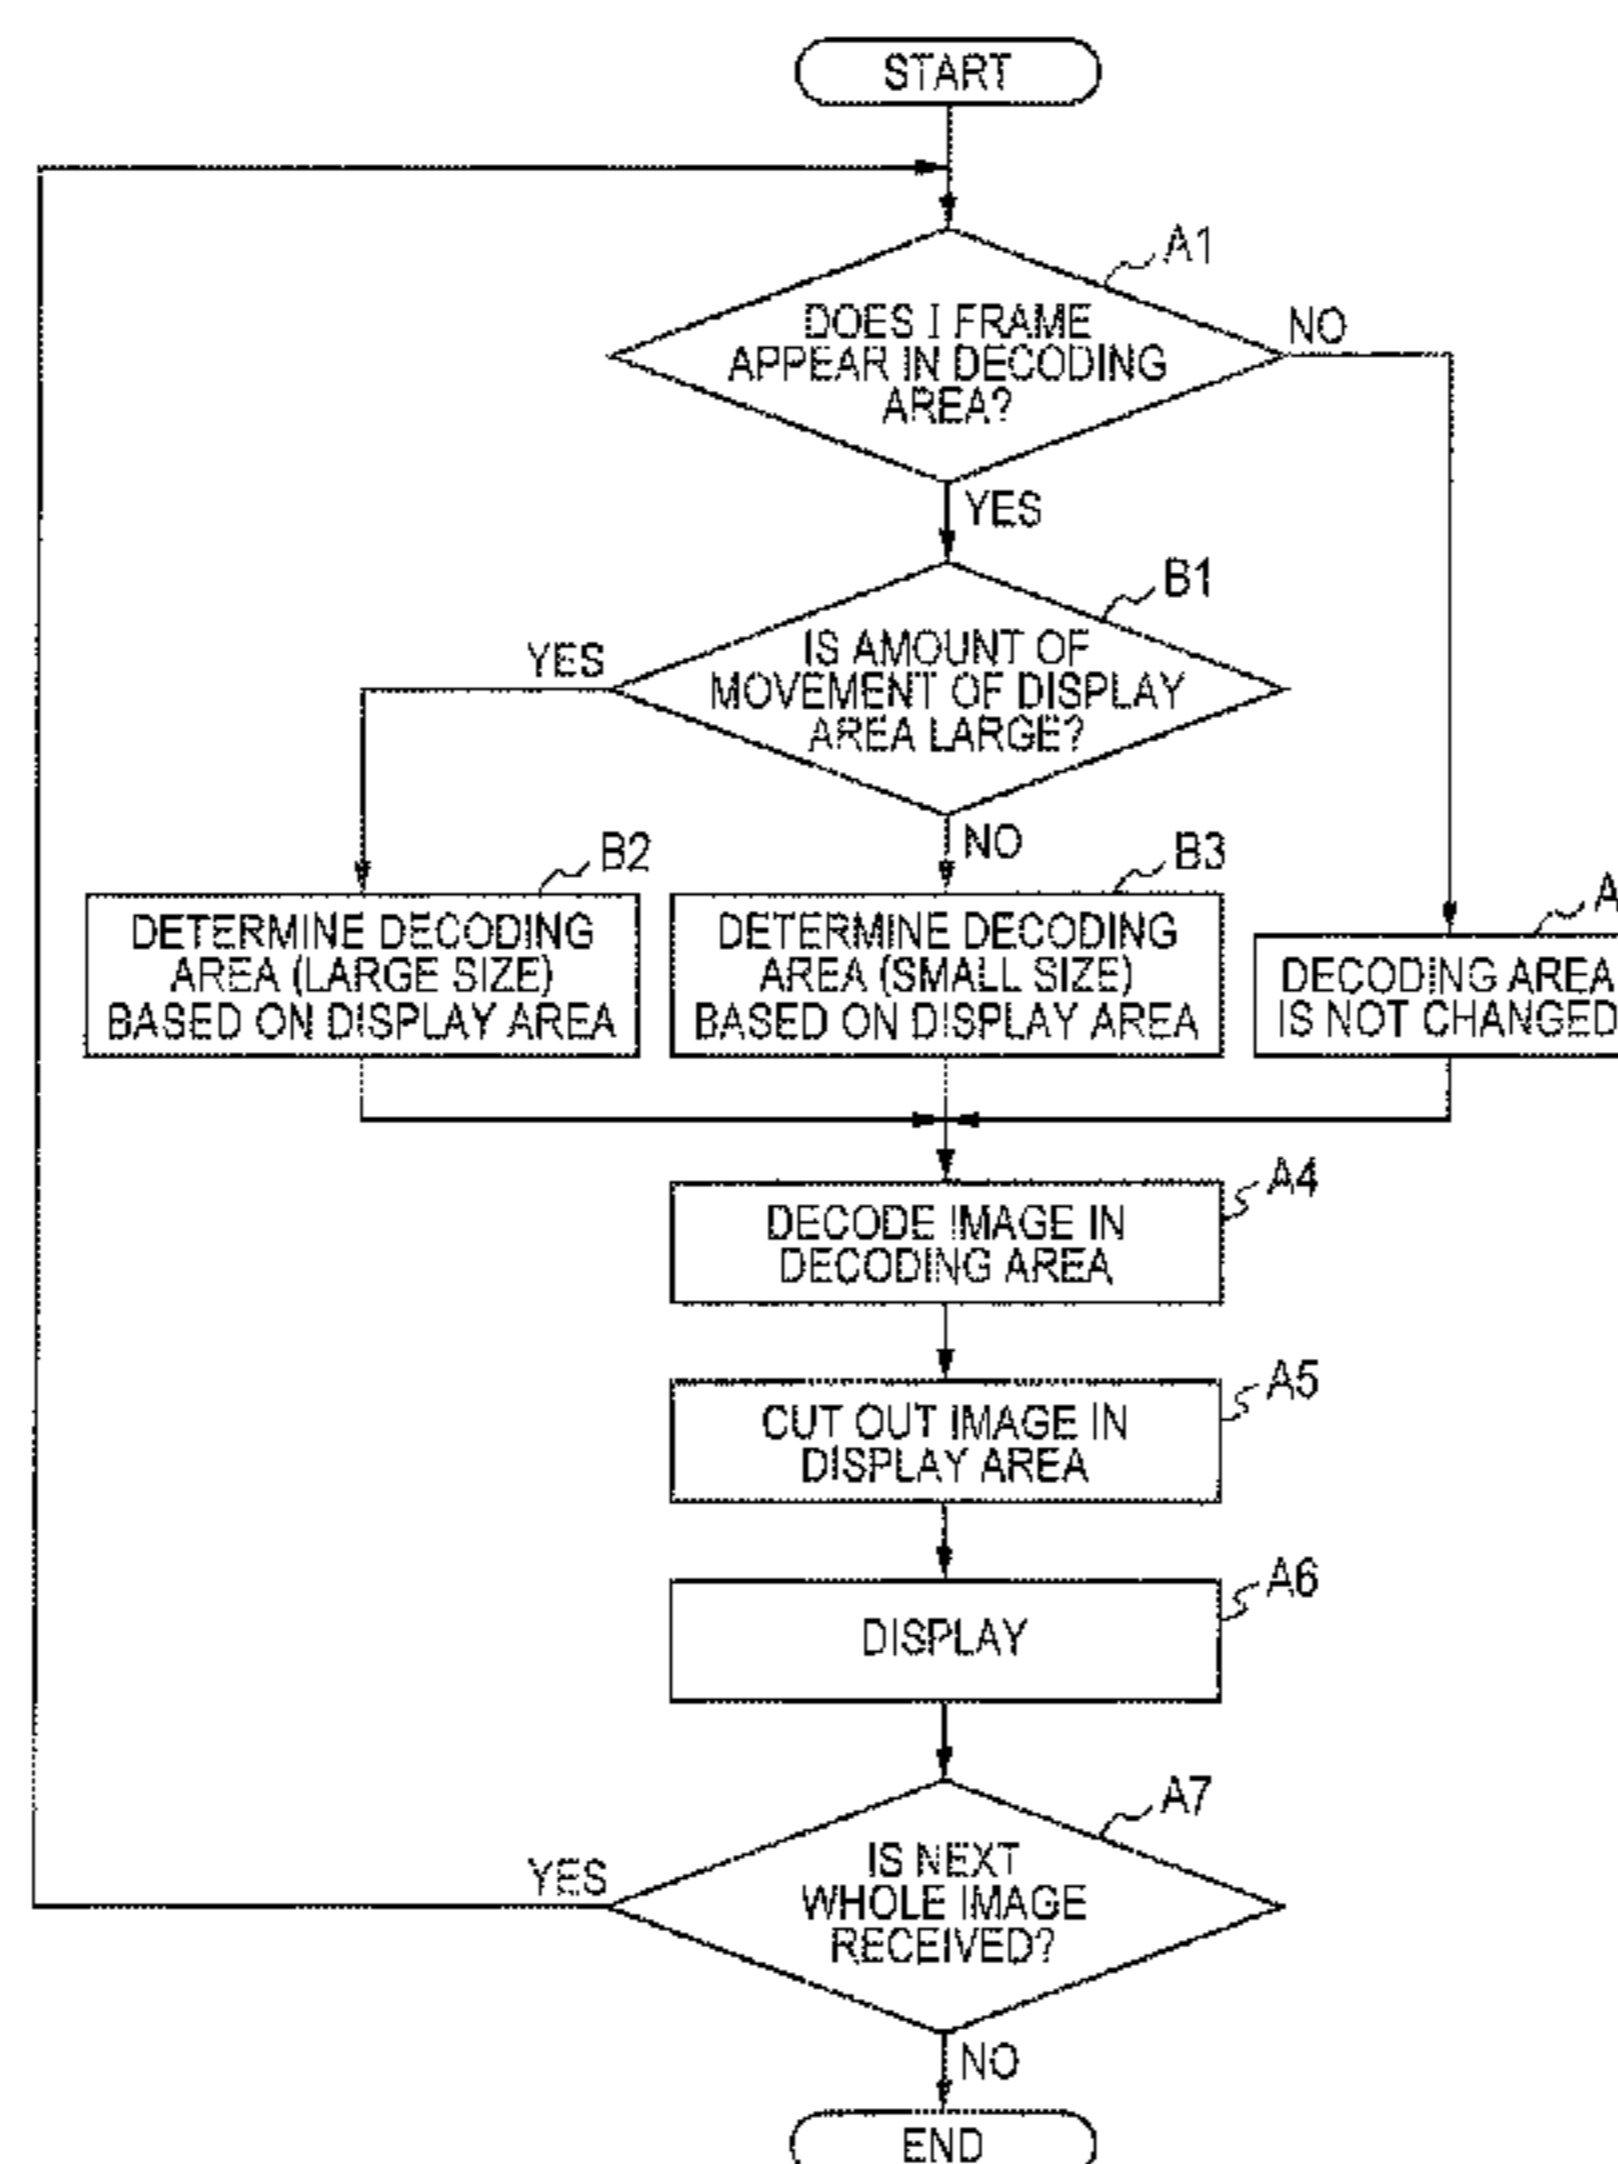 START
A1
DOES I FRAME
APPEAR IN DECODING
AREA?
NO
YES
B1
IS AMOUNT OF
MOVEMENT OF DISPLAY
AREA LARGE?
YES
NO
B2
DETERMINE DECODING
AREA (LARGE SIZE)
BASED ON DISPLAY AREA
B3
DETERMINE DECODING
AREA (SMALL SIZE)
BASED ON DISPLAY AREA
DECODING AREA
IS NOT CHANGED
A4
DECODE IMAGE IN
DECODING AREA
A5
CUT OUT IMAGE IN
DISPLAY AREA
A6
DISPLAY
A7
IS NEXT
WHOLE IMAGE
RECEIVED?
YES
NO
END